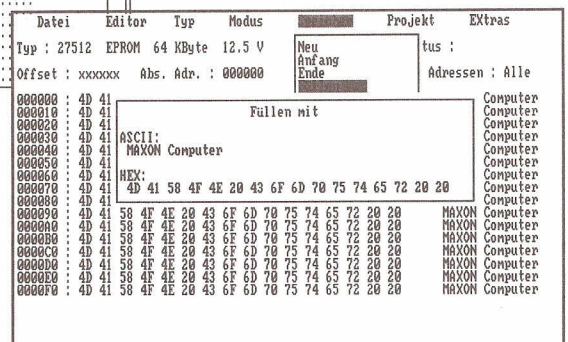 Datei Editor Typ Modus Projekt EXtras
Typ : 27512 EPROM 64 KByte 12.5 V tus :
Neu
Anfang
Ende
Offset : xxxxxx Abs. Adr. : 000000 Adressen : Alle
000000 : 4D 41 Computer
000010 : 4D 41 Computer
000020 : 4D 41 Computer
000030 : 4D 41 Computer
000040 : 4D 41 Computer
000050 : 4D 41 Computer
000060 : 4D 41 Computer
000070 : 4D 41 Computer
000080 : 4D 41 Computer
Füllen mit
ASCII:
MAXON Computer
HEX:
4D 41 58 4F 4E 20 43 6F 6D 70 75 74 65 72 20 20
000090 : 4D 41 58 4F 4E 20 43 6F 6D 70 75 74 65 72 20 20 MAXON Computer
0000A0 : 4D 41 58 4F 4E 20 43 6F 6D 70 75 74 65 72 20 20 MAXON Computer
0000B0 : 4D 41 58 4F 4E 20 43 6F 6D 70 75 74 65 72 20 20 MAXON Computer
0000C0 : 4D 41 58 4F 4E 20 43 6F 6D 70 75 74 65 72 20 20 MAXON Computer
0000D0 : 4D 41 58 4F 4E 20 43 6F 6D 70 75 74 65 72 20 20 MAXON Computer
0000E0 : 4D 41 58 4F 4E 20 43 6F 6D 70 75 74 65 72 20 20 MAXON Computer
0000F0 : 4D 41 58 4F 4E 20 43 6F 6D 70 75 74 65 72 20 20 MAXON Computer